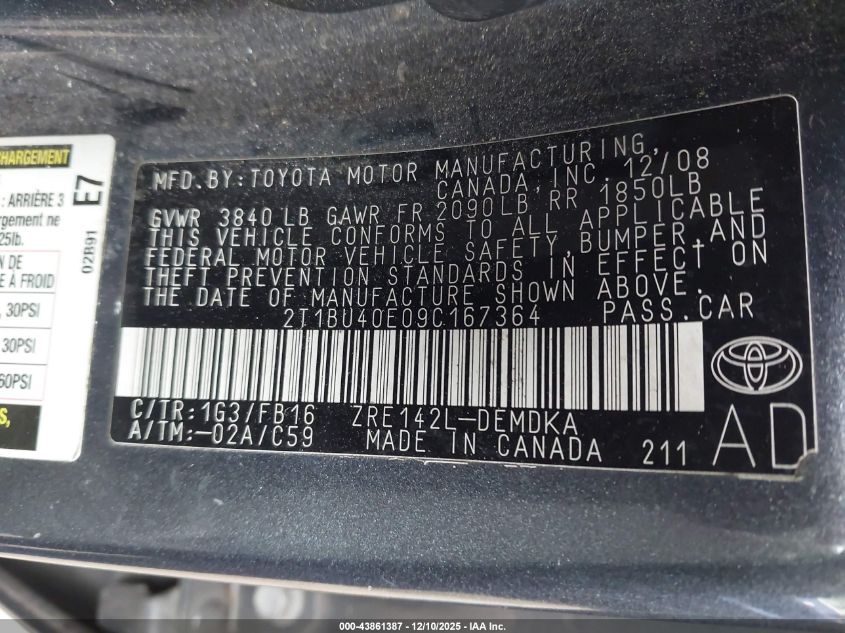 CHARGEMENT
: ARRIÈRE 3
rgement ne
25lb.
N DE
E À FROID
, 30PSI
30PSI
60PSI
S,
E7
02B91
MFD. BY: TOYOTA MOTOR MANUFACTURING,
CANADA, INC. 12/08
GVWR 3840 LB GAWR FR 2090LB RR 1850LB
THIS VEHICLE CONFORMS TO ALL APPLICABLE
FEDERAL MOTOR VEHICLE SAFETY, BUMPER, AND
THEFT PREVENTION STANDARDS IN EFFECT ON
THE DATE OF MANUFACTURE SHOWN ABOVE.
2T1BU40E09C167364 PASS. CAR
C/TR: 1G3/FB16 ZRE142L-DEMDKA
A/TM: -02A/C59 MADE IN CANADA 211
AD
000-43861387 - 12/10/2025 - IAA Inc.